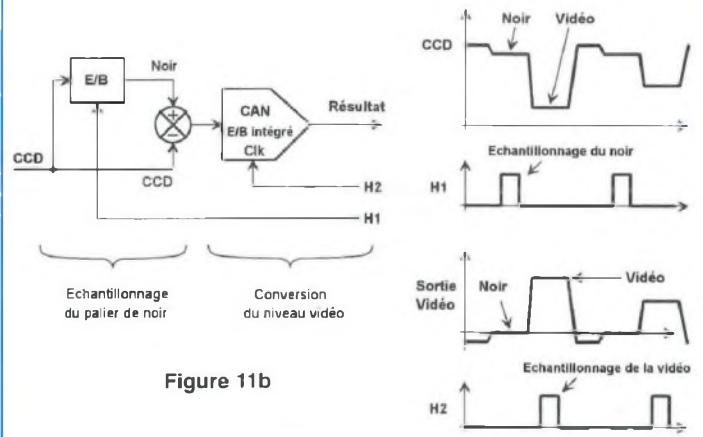 E/B
Noir
+
−
CAN
E/B intégré
Clk
Résultat
CCD
CCD
H2
H1
Echantillonnage
du palier de noir
Conversion
du niveau vidéo
Figure 11b
Noir
Vidéo
CCD
Echantillonnage du noir
H1
Sortie
Vidéo
Noir
Vidéo
Echantillonnage de la vidéo
H2